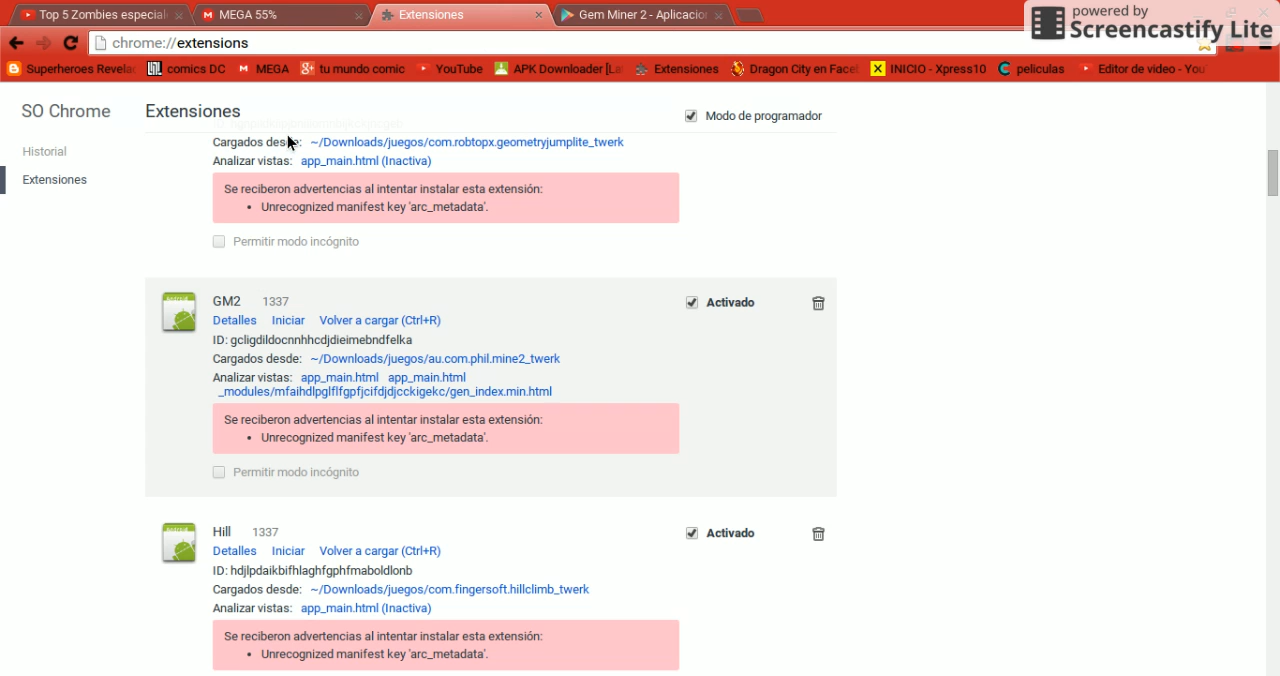 Top 5 Zombies especial
MEGA 55%
Extensiones
Gem Miner 2 - Aplicacior
powered by
Screencastify Lite
chrome://extensions
Superheroes Revela
comics DC
MEGA
tu mundo comic
YouTube
APK Downloader [La
Extensiones
Dragon City en Face
INICIO - Xpress10
peliculas
Editor de video - You
SO Chrome
Historial
Extensiones
Extensiones
Modo de programador
Cargados desde: ~/Downloads/juegos/com.robtopx.geometryjumplite_twerk
Analizar vistas: app_main.html (Inactiva)
Se recibieron advertencias al intentar instalar esta extensión:
• Unrecognized manifest key 'arc_metadata'.
Permitir modo incógnito
GM2 1337
Activado
Detalles Iniciar Volver a cargar (Ctrl+R)
ID: gcligdildocnnhhcdjdieimebndfelka
Cargados desde: ~/Downloads/juegos/au.com.phil.mine2_twerk
Analizar vistas: app_main.html app_main.html
_modules/mfaihdlpglflfgpfjcifdjdjcckigekc/gen_index.min.html
Se recibieron advertencias al intentar instalar esta extensión:
• Unrecognized manifest key 'arc_metadata'.
Permitir modo incógnito
Hill 1337
Activado
Detalles Iniciar Volver a cargar (Ctrl+R)
ID: hdjlpdaikbifhlaghfgphfmaboldlonb
Cargados desde: ~/Downloads/juegos/com.fingersoft.hillclimb_twerk
Analizar vistas: app_main.html (Inactiva)
Se recibieron advertencias al intentar instalar esta extensión:
• Unrecognized manifest key 'arc_metadata'.